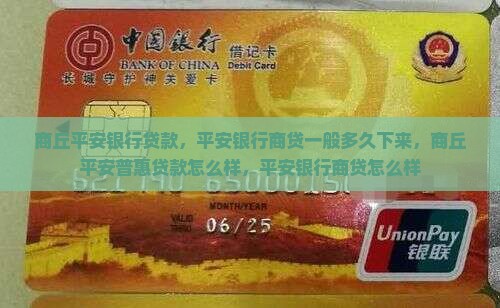 中国银行
BANK OF CHINA
借记卡
Debit Card
长城守护神关爱卡
商丘平安银行贷款，平安银行商贷一般多久下来，商丘
平安普惠贷款怎么样，平安银行商贷怎么样
MONTH/YEAR
VALID
THRU
06/25
UnionPay
银联